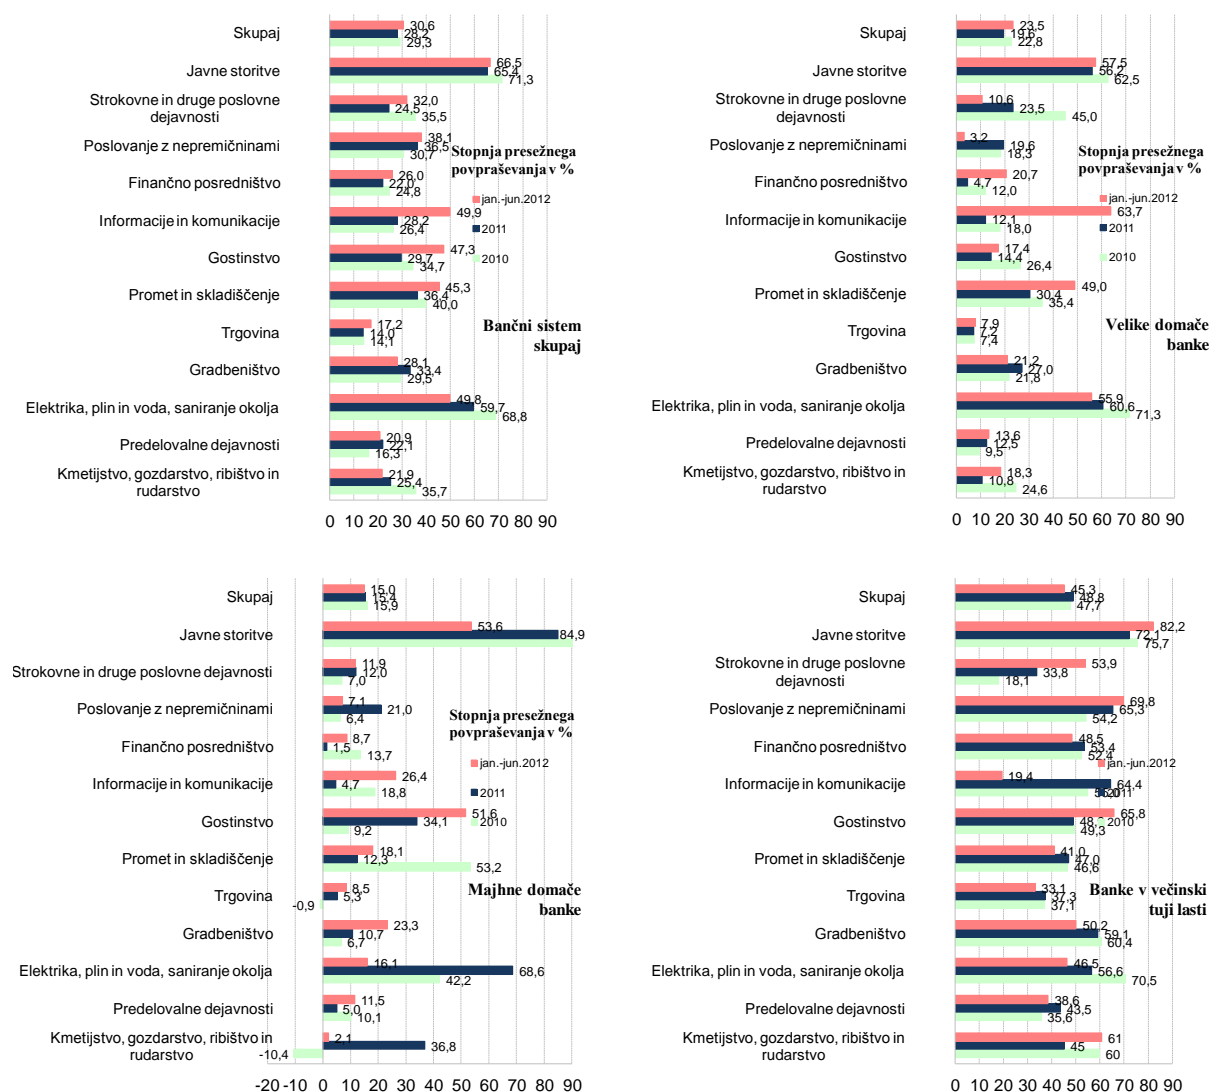 Skupaj
30,6
28,2
29,3
Javne storitve
66,5
65,4
71,3
Strokovne in druge poslovne
dejavnosti
32,0
24,5
35,5
Poslovanje z nepremičninami
38,1
36,5
30,7
Stopnja presežnega
povpraševanja v %
Finančno posredništvo
26,0
22,0
24,8
jan.-jun.2012
Informacije in komunikacije
49,9
28,2
26,4
2011
Gostinstvo
47,3
29,7
34,7
2010
Promet in skladiščenje
45,3
36,4
40,0
Trgovina
17,2
14,0
14,1
Bančni sistem
skupaj
Gradbeništvo
28,1
33,4
29,5
Elektrika, plin in voda, saniranje okolja
49,8
59,7
68,8
Predelovalne dejavnosti
20,9
22,1
16,3
Kmetijstvo, gozdarstvo, ribištvo in
rudarstvo
21,9
25,4
35,7
0 10 20 30 40 50 60 70 80 90
Skupaj
23,5
19,6
22,8
Javne storitve
57,5
56,2
62,5
Strokovne in druge poslovne
dejavnosti
10,6
23,5
45,0
Poslovanje z nepremičninami
3,2
19,6
18,3
Stopnja presežnega
povpraševanja v %
Finančno posredništvo
20,7
4,7
12,0
jan.-jun.2012
Informacije in komunikacije
63,7
12,1
18,0
2011
Gostinstvo
17,4
14,4
26,4
2010
Promet in skladiščenje
49,0
30,4
35,4
Trgovina
7,9
7,2
7,4
Velike domače
banke
Gradbeništvo
21,2
27,0
21,8
Elektrika, plin in voda, saniranje okolja
55,9
60,6
71,3
Predelovalne dejavnosti
13,6
12,5
9,5
Kmetijstvo, gozdarstvo, ribištvo in
rudarstvo
18,3
10,8
24,6
0 10 20 30 40 50 60 70 80 90
Skupaj
15,0
15,4
15,9
Javne storitve
53,6
84,9
Strokovne in druge poslovne dejavnosti
11,9
12,0
7,0
Poslovanje z nepremičninami
7,1
21,0
6,4
Stopnja presežnega
povpraševanja v %
Finančno posredništvo
8,7
1,5
13,7
jan.-jun.2012
Informacije in komunikacije
26,4
4,7
18,8
2011
Gostinstvo
51,6
34,1
9,2
2010
Promet in skladiščenje
18,1
12,3
53,2
Trgovina
8,5
5,3
-0,9
Majhne domače
banke
Gradbeništvo
23,3
10,7
6,7
Elektrika, plin in voda, saniranje okolja
16,1
68,6
42,2
Predelovalne dejavnosti
11,5
5,0
10,1
Kmetijstvo, gozdarstvo, ribištvo in
rudarstvo
2,1
36,8
-10,4
-20 -10 0 10 20 30 40 50 60 70 80 90
Skupaj
45,3
48,8
47,7
Javne storitve
82,2
72,1
75,7
Strokovne in druge poslovne
dejavnosti
53,9
33,8
18,1
Poslovanje z nepremičninami
69,8
65,3
54,2
Stopnja presežnega
povpraševanja v %
Finančno posredništvo
48,5
53,4
52,4
jan.-jun.2012
Informacije in komunikacije
19,4
64,4
2011
Gostinstvo
65,8
49,3
2010
Promet in skladiščenje
41,0
47,0
46,6
Trgovina
33,1
37,3
37,1
Banke v večinski
tuji lasti
Gradbeništvo
50,2
59,1
60,4
Elektrika, plin in voda, saniranje okolja
46,5
56,6
70,5
Predelovalne dejavnosti
38,6
43,5
35,6
Kmetijstvo, gozdarstvo, ribištvo in
rudarstvo
61
45
60
0 10 20 30 40 50 60 70 80 90